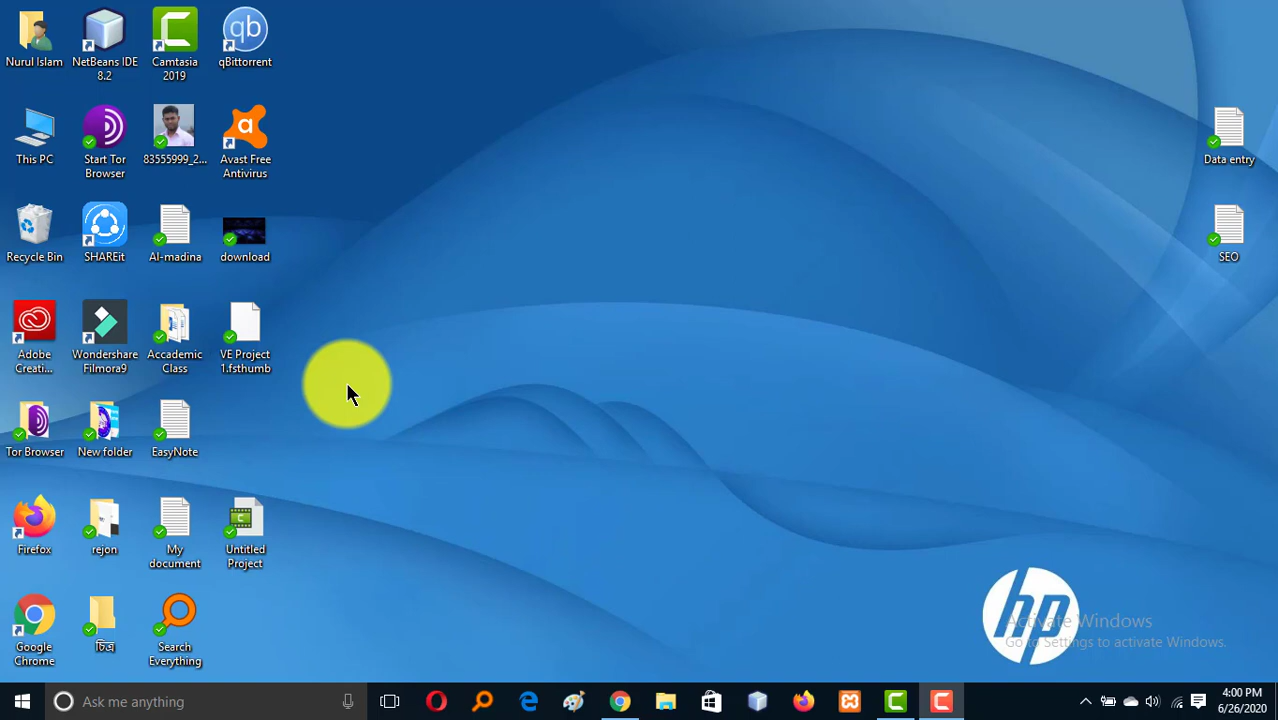 Nurul Islam
NetBeans IDE
8.2
Camtasia
2019
qb
qBittorrent
This PC
Start Tor
Browser
83555999_2...
a
Avast Free
Antivirus
Data entry
Recycle Bin
SHAREit
Al-madina
download
SEO
Adobe
Creati...
Wondershare
Filmora9
Accademic
Class
VE Project
1.fsthumb
Tor Browser
New folder
EasyNote
Firefox
rejon
My
document
Untitled
Project
Google
Chrome
চিত্র
Search
Everything
hp
Activate Windows
Go to Settings to activate Windows.
Ask me anything
4:00 PM
6/26/2020